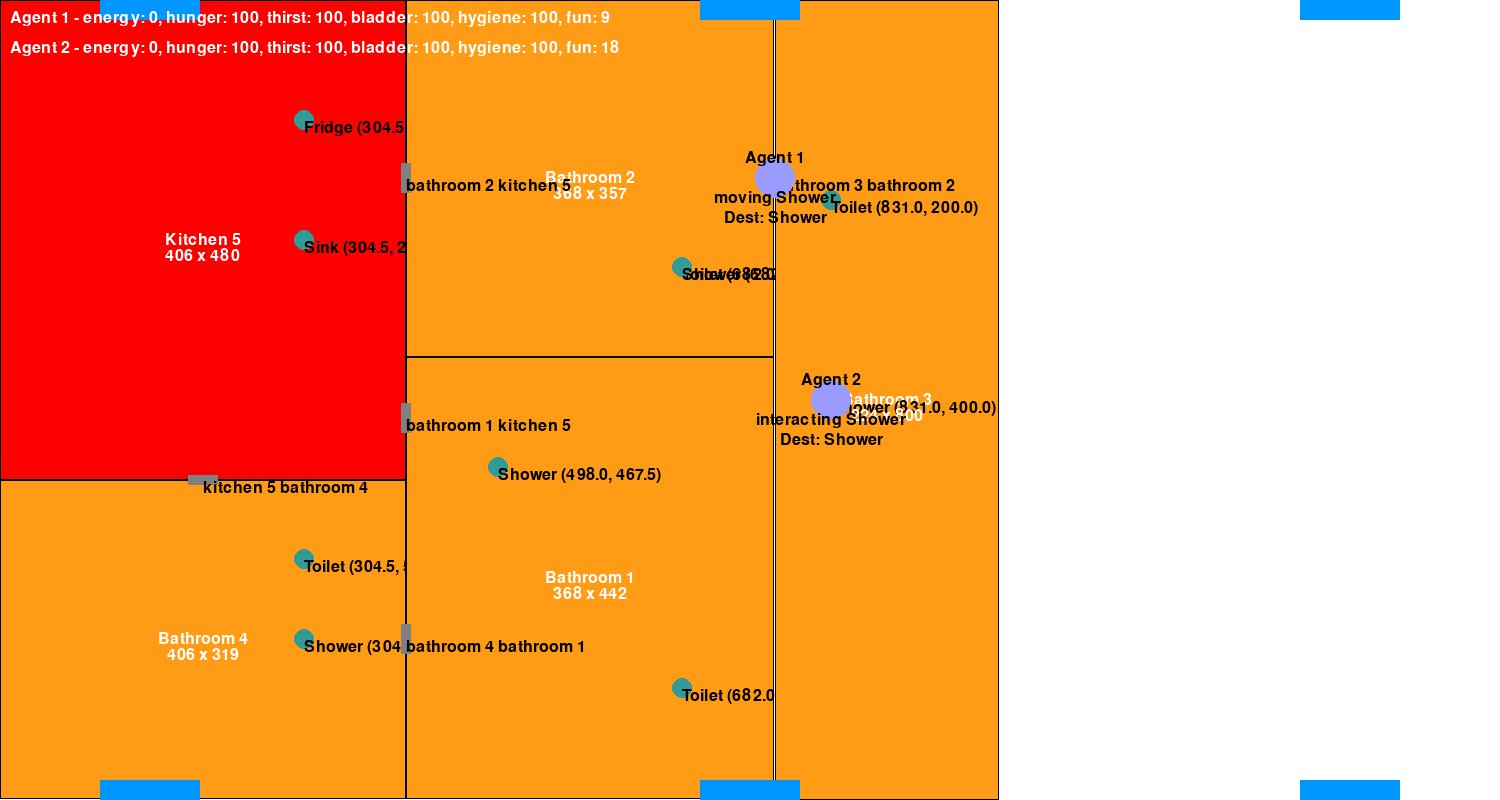 Agent 1 - energy: 0, hunger: 100, thirst: 100, bladder: 100, hygiene: 100, fun: 9
Agent 2 - energy: 0, hunger: 100, thirst: 100, bladder: 100, hygiene: 100, fun: 18
Fridge (304.5
Agent 1
Bathroom 2
368 x 357
bathroom 2 kitchen 5
throom 3 bathroom 2
moving Shower
Toilet (831.0, 200.0)
Dest: Shower
Kitchen 5
406 x 480
Sink (304.5, 2
Agent 2
Bathroom 3
ower (831.0, 400.0)
interacting Shower
Dest: Shower
bathroom 1 kitchen 5
Shower (498.0, 467.5)
kitchen 5 bathroom 4
Toilet (304.5, 5
Bathroom 1
368 x 442
Bathroom 4
406 x 319
Shower (304
bathroom 4 bathroom 1
Toilet (682.0